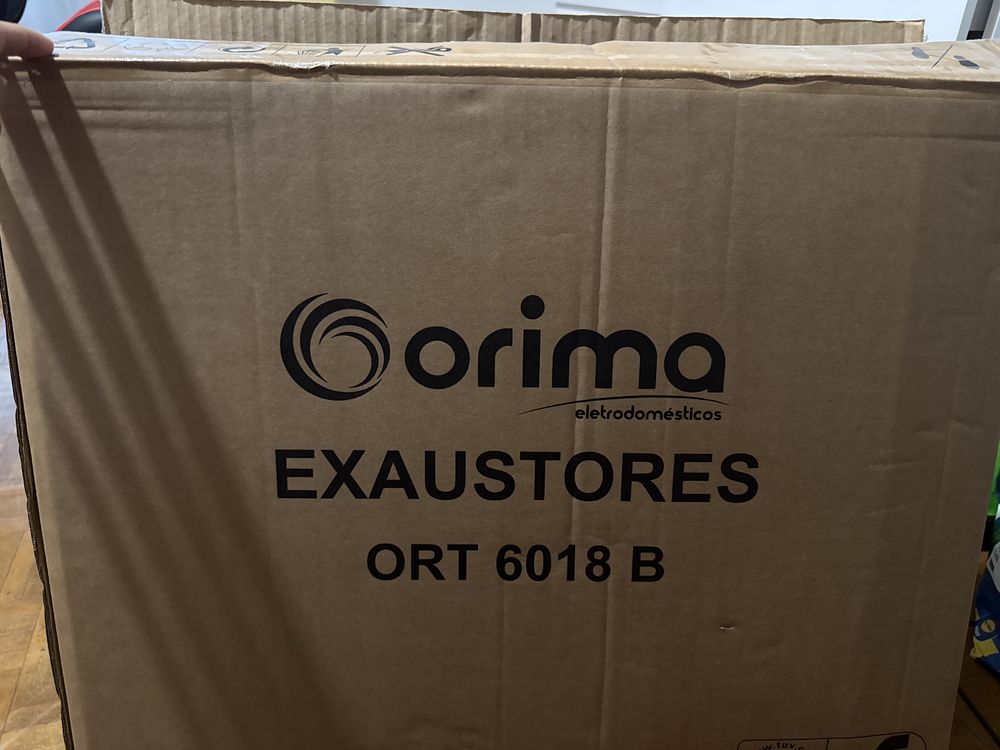 orima
eletrodomésticos
EXAUSTORES
ORT 6018 B